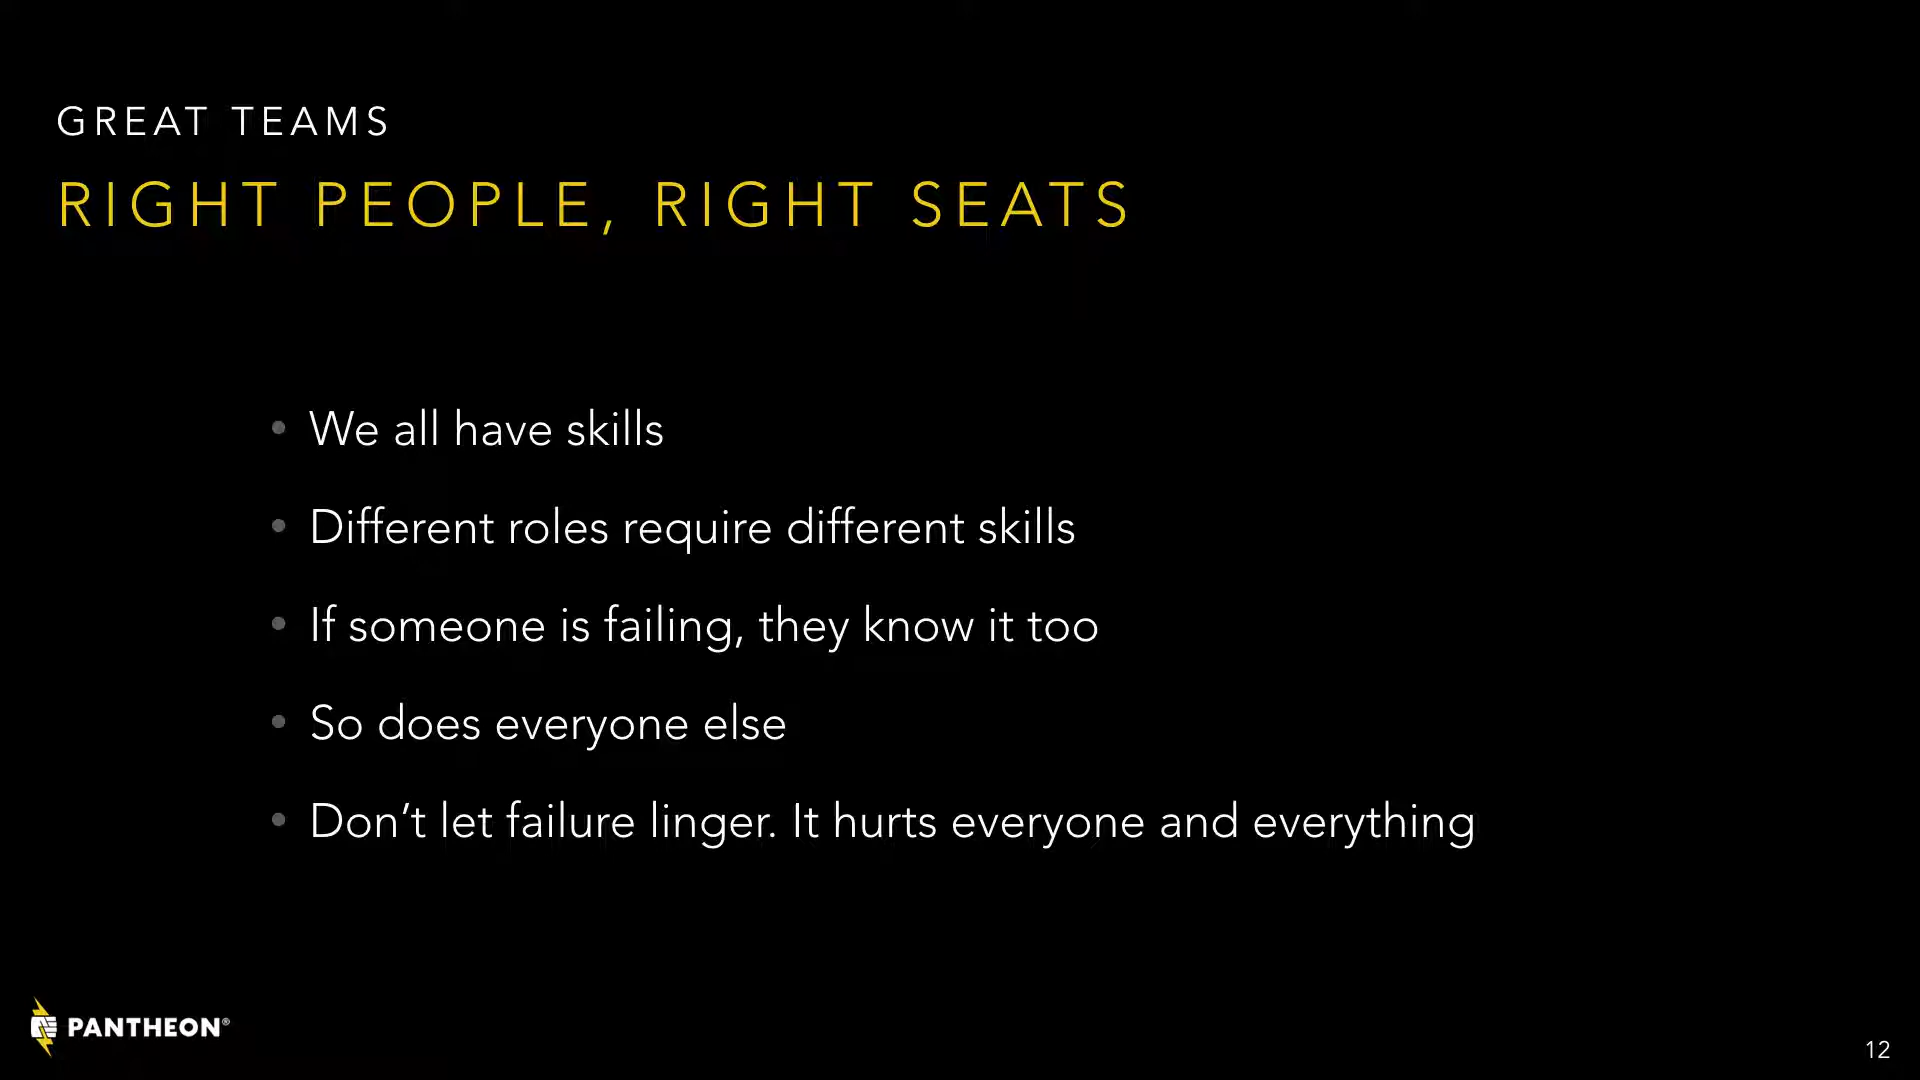 GREAT TEAMS
RIGHT PEOPLE, RIGHT SEATS
• We all have skills
• Different roles require different skills
• If someone is failing, they know it too
• So does everyone else
• Don’t let failure linger. It hurts everyone and everything
PANTHEON®
12